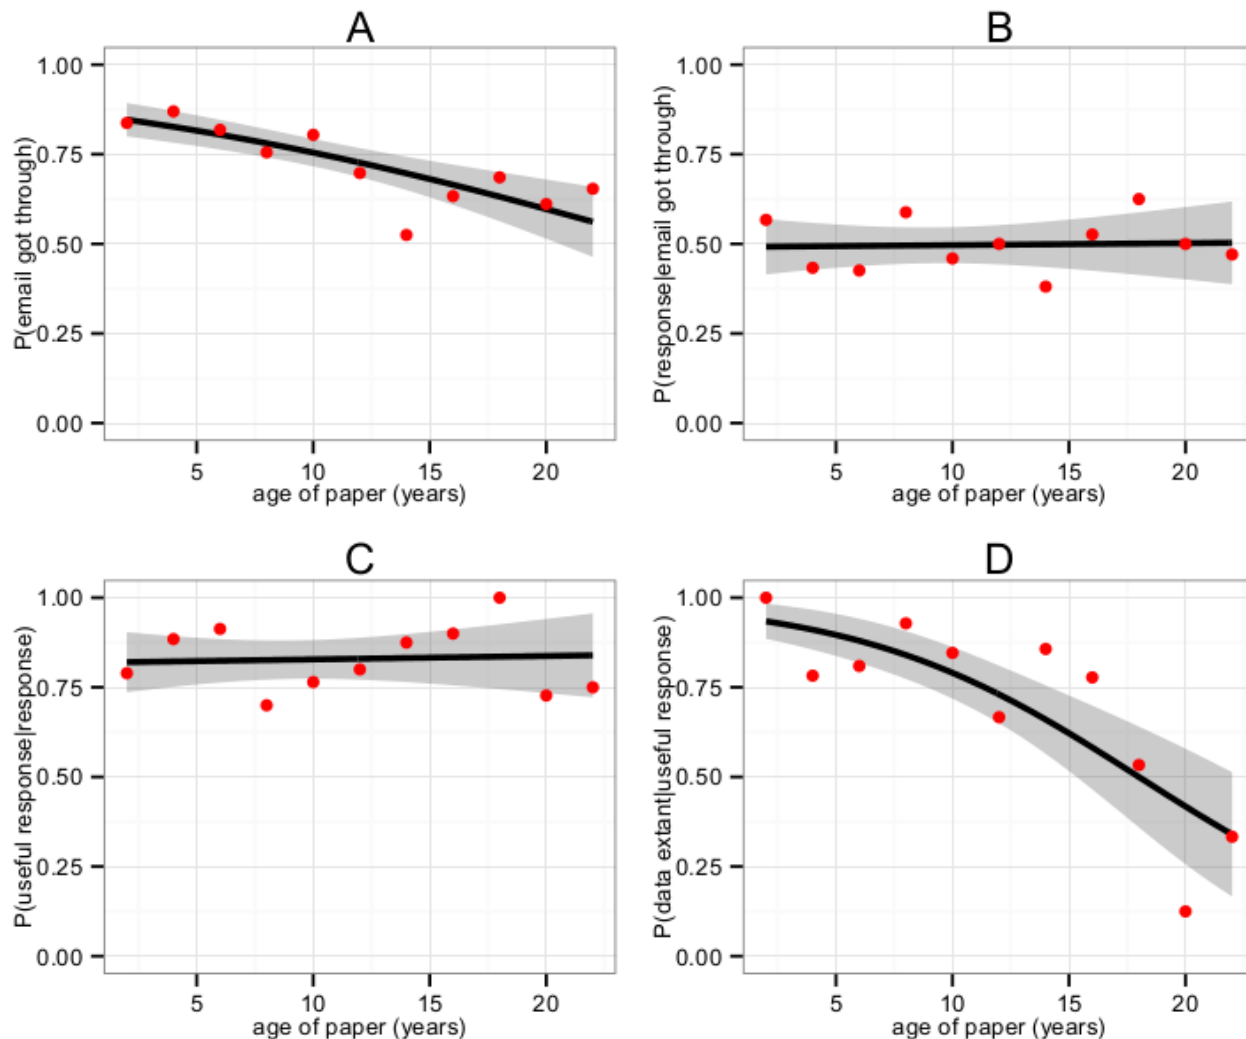 A
P(email got through)
1.00
0.75
0.50
0.25
0.00
5 10 15 20
age of paper (years)
B
P(response|email got through)
1.00
0.75
0.50
0.25
0.00
5 10 15 20
age of paper (years)
C
P(useful response|response)
1.00
0.75
0.50
0.25
0.00
5 10 15 20
age of paper (years)
D
P(data extant|useful response)
1.00
0.75
0.50
0.25
0.00
5 10 15 20
age of paper (years)